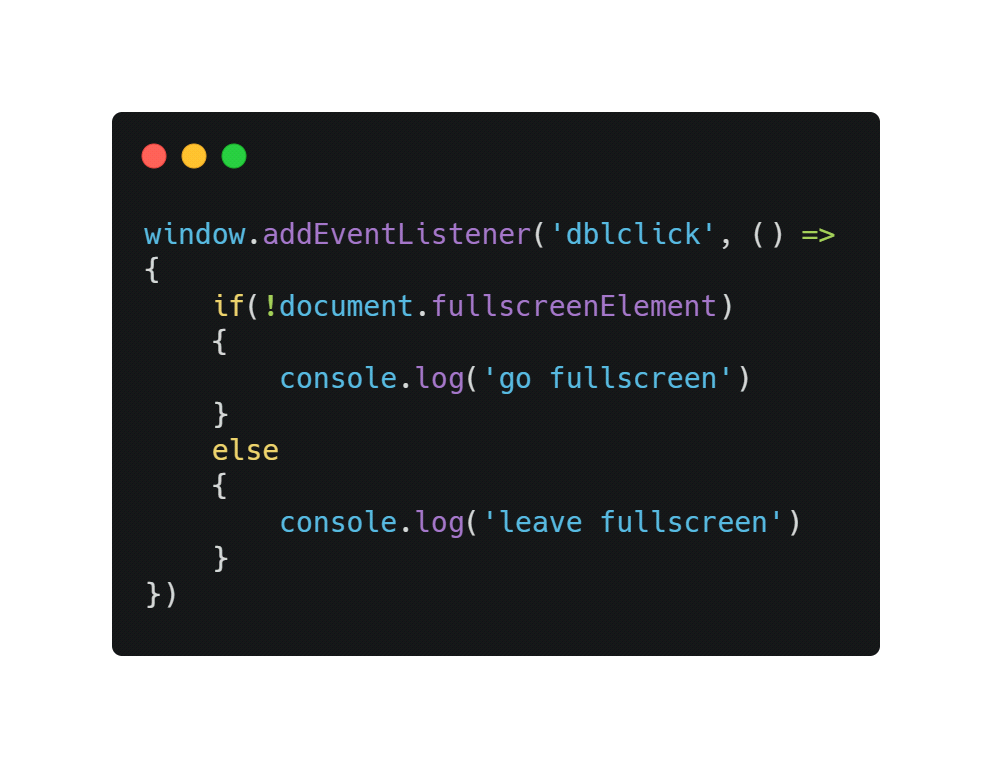 window.addEventListener('dblclick', () =>
{
    if(!document.fullscreenElement)
    {
        console.log('go fullscreen')
    }
    else
    {
        console.log('leave fullscreen')
    }
})